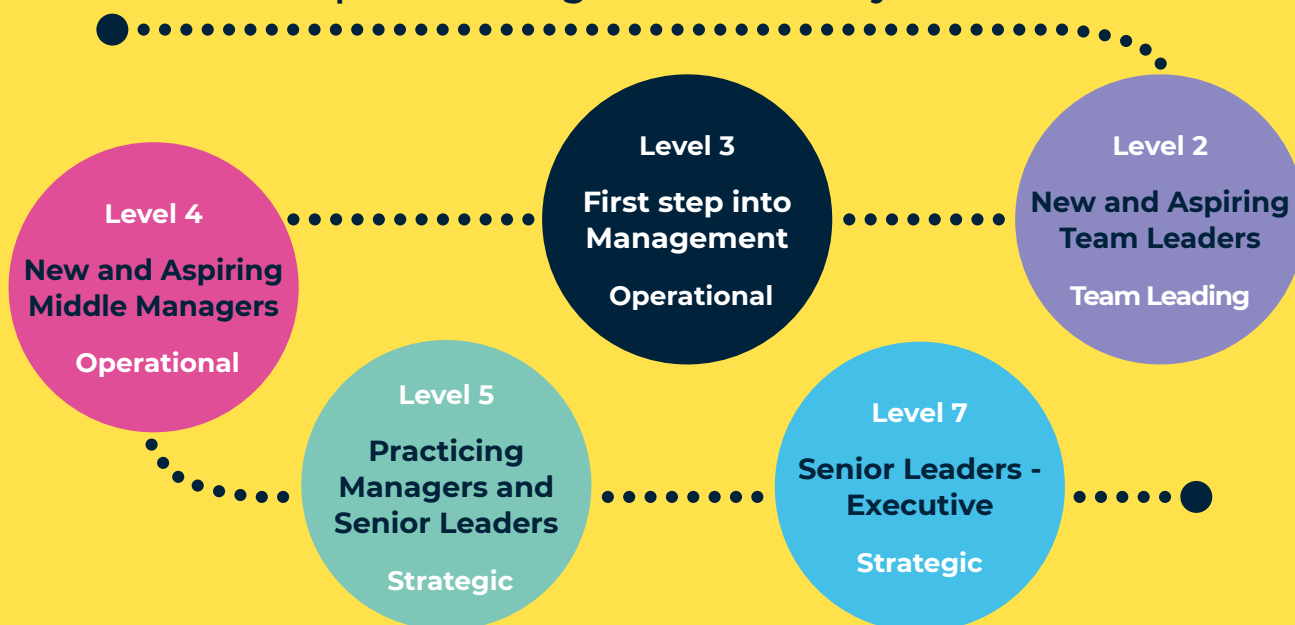 Level 2
New and Aspiring
Team Leaders
Team Leading
Level 3
First step into
Management
Operational
Level 4
New and Aspiring
Middle Managers
Operational
Level 5
Practicing
Managers and
Senior Leaders
Strategic
Level 7
Senior Leaders -
Executive
Strategic